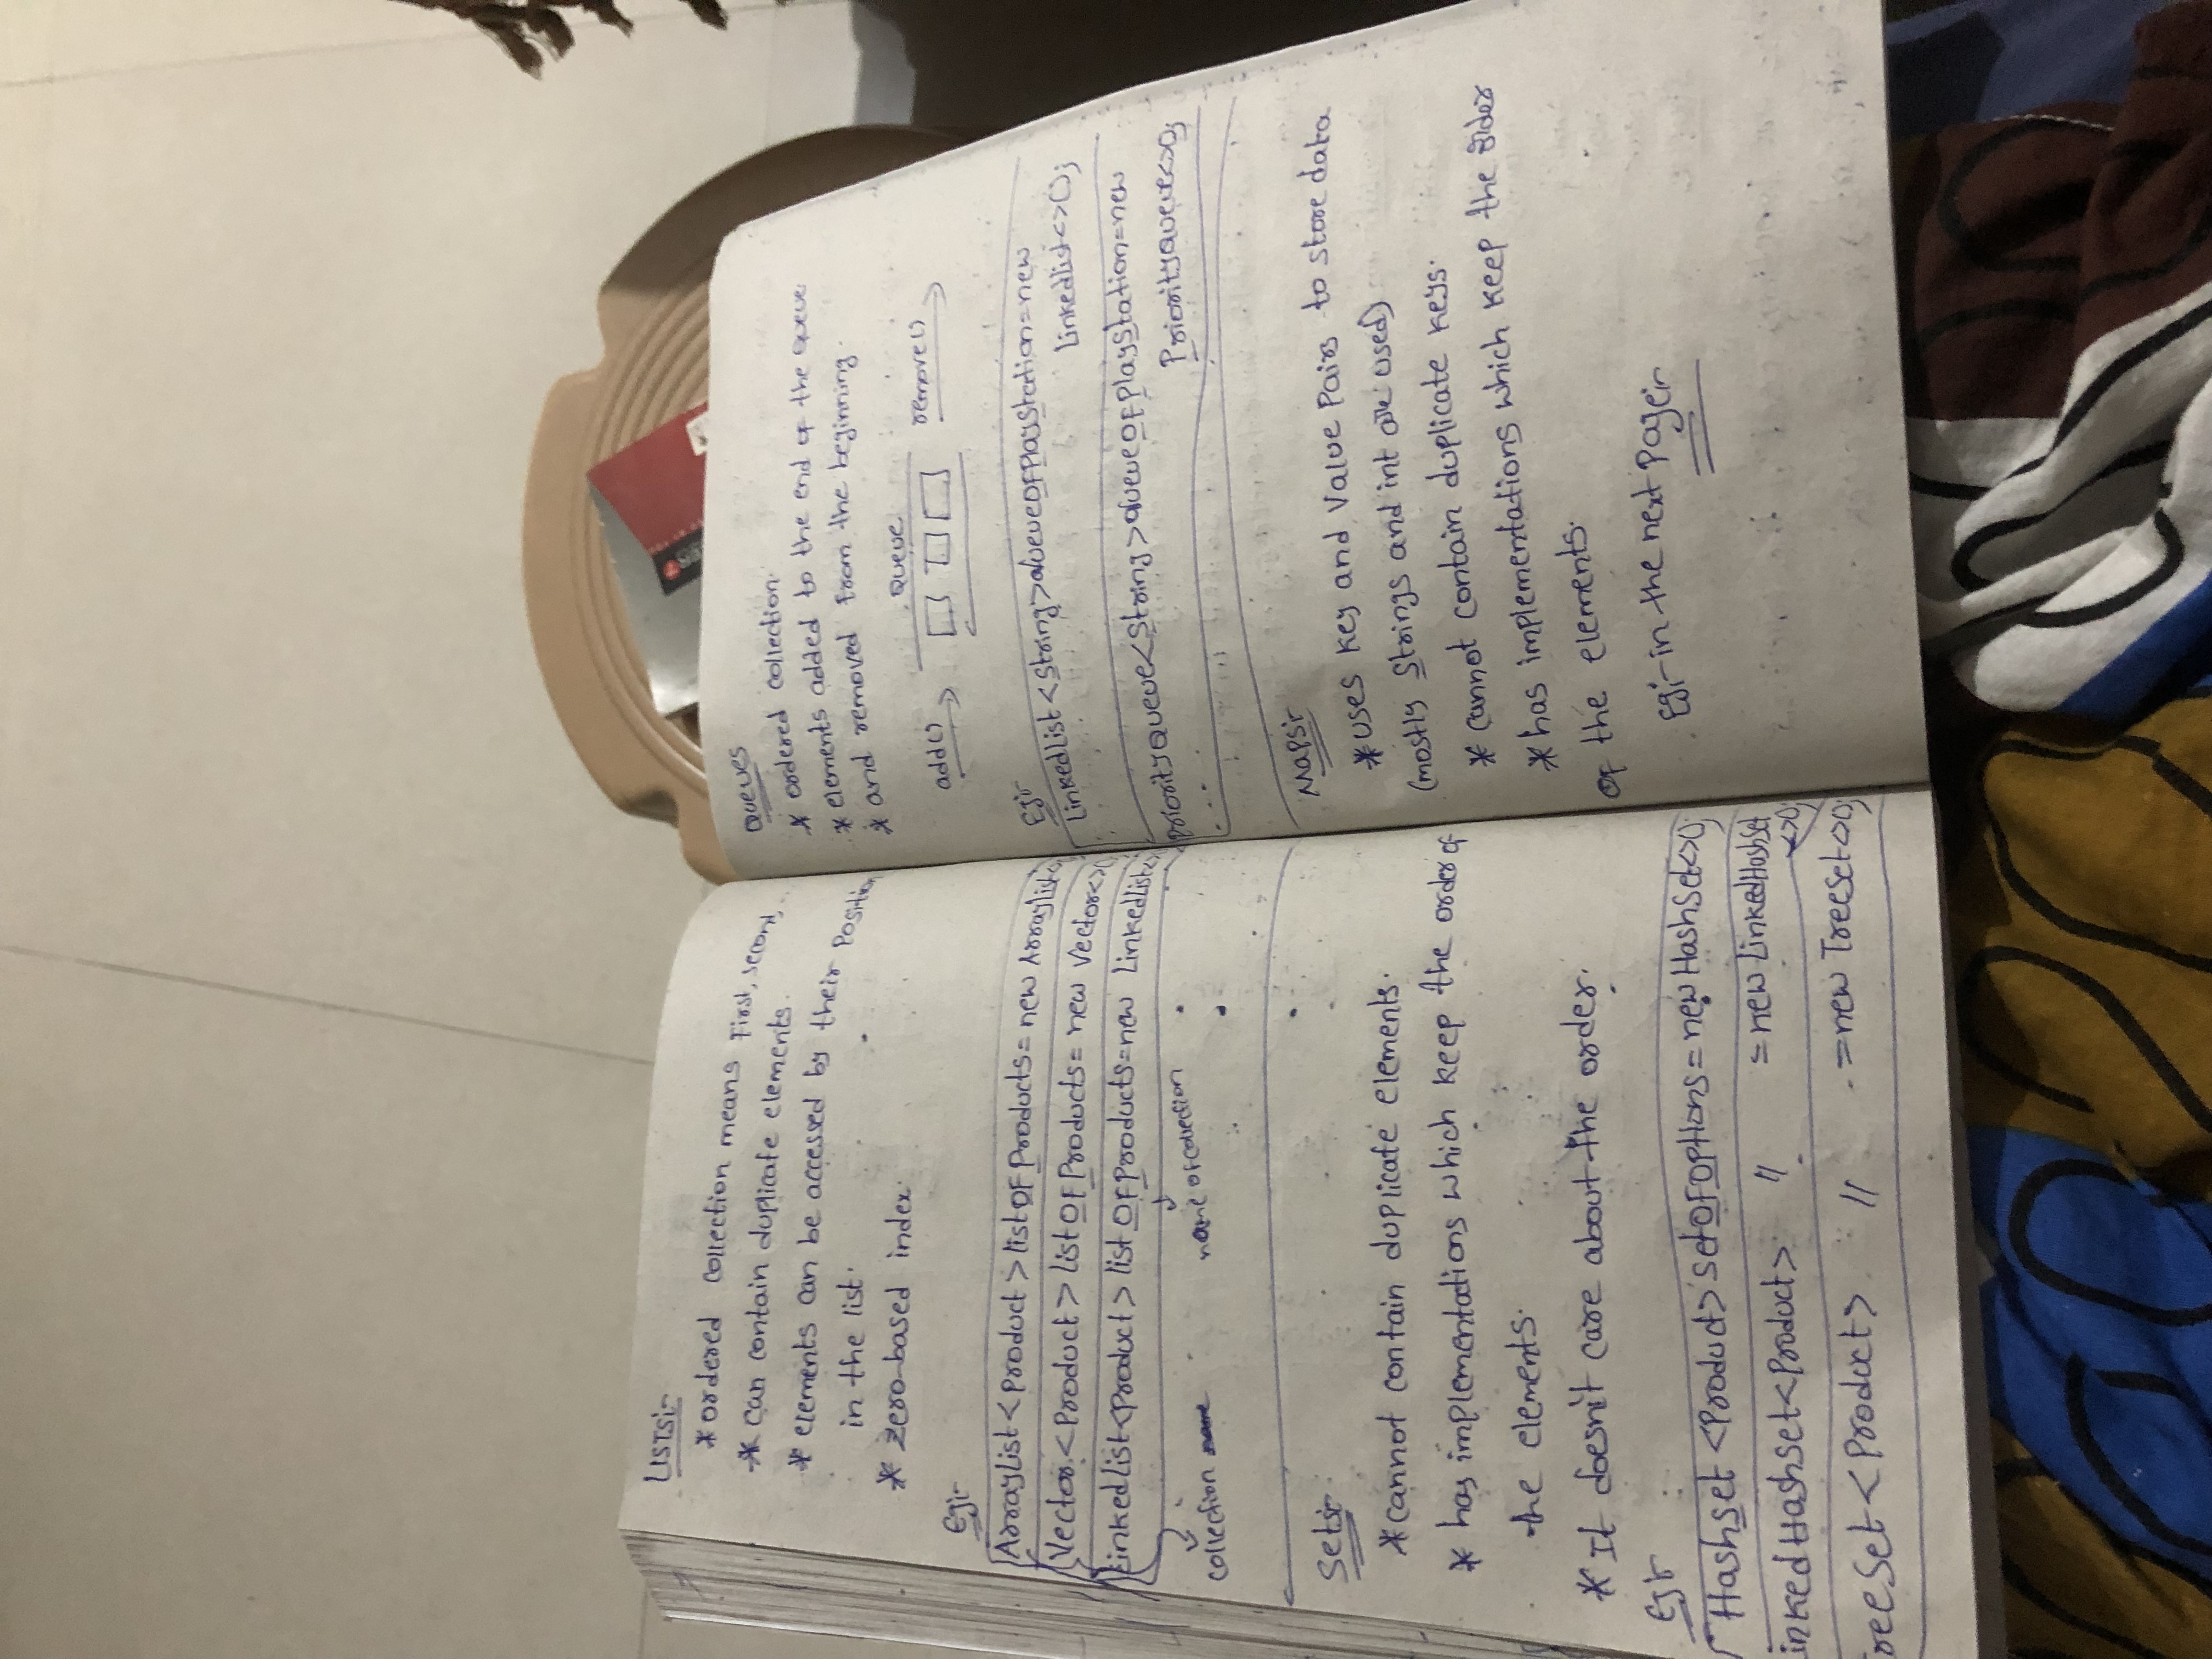 LISTS:-
* ordered collection means First, second, ...
* can contain duplicate elements.
* elements can be accessed by their position
in the list.
* zero-based index.
Eg:-
ArrayList<Product> listOfProducts= new ArrayList<
Vector<Product> listOfProducts= new Vector<>(
LinkedList<Product> listOfProducts=new LinkedList<>
collection
name of collection
Sets:-
* cannot contain duplicate elements.
* has implementations which keep the order of
the elements.
* It doesn't care about the order.
Eg:-
Hashset <Product> setOfOptions = new HashSet<>();
inkedHashSet<Product> " = new LinkedHashSet
<>();
reeSet<Product> " =new TreeSet<>();
Queues
* ordered collection.
* elements added to the end of the queue
* and removed from the beginning.
Queue
add() remove()
Eg:-
LinkedList<String>QueueOfPlayStation=new
LinkedList<>();
PriorityQueue<String>QueueOfPlayStation=new
PriorityQueue<>();
...
Maps:-
* uses key and value pairs to store data
(mostly Strings and int are used)
* cannot contain duplicate keys.
* has implementations which keep the order
of the elements.
Eg:-in the next page:-